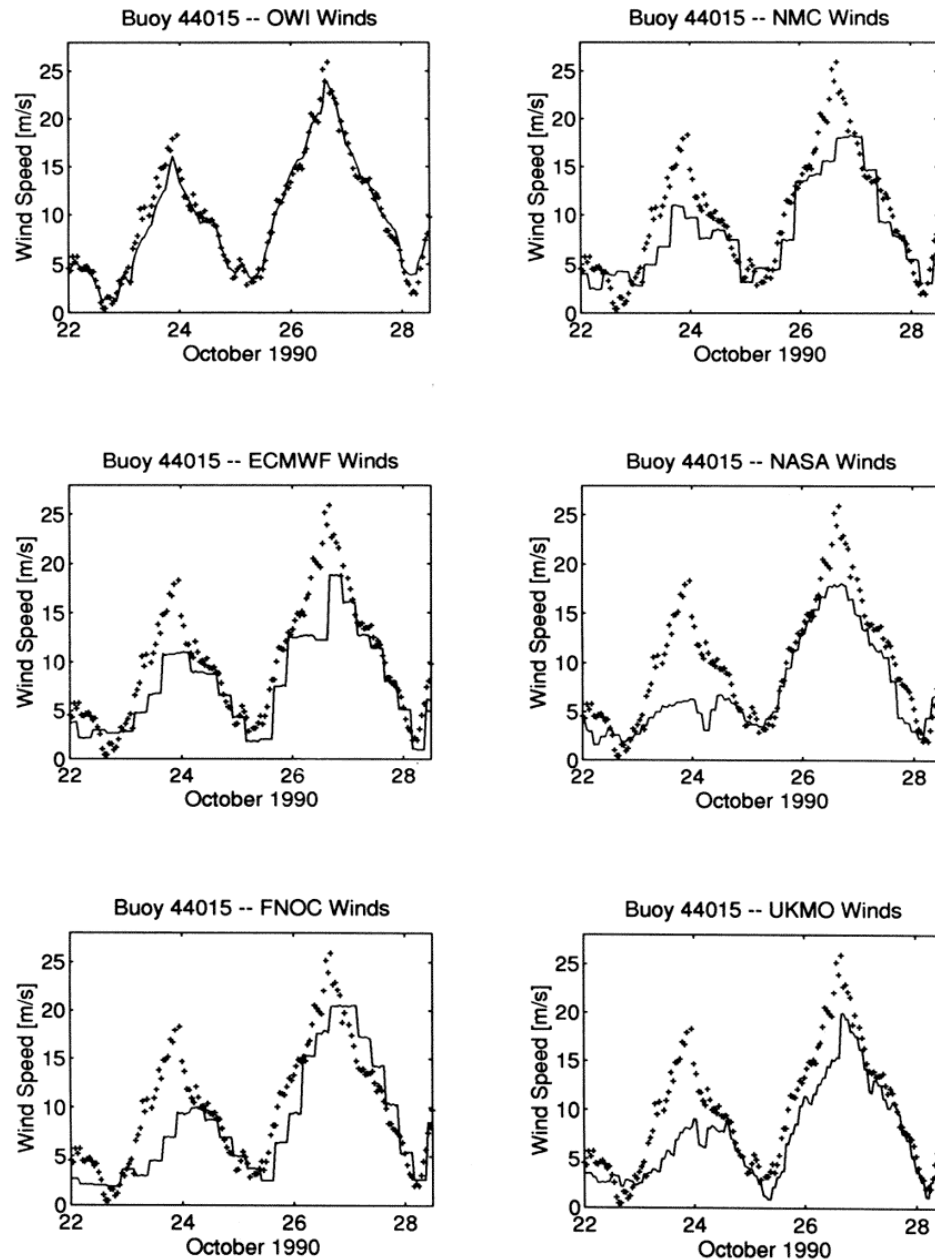 Buoy 44015 -- OWI Winds
Wind Speed [m/s]
25
20
15
10
5
0
22 24 26 28
October 1990
Buoy 44015 -- NMC Winds
Wind Speed [m/s]
25
20
15
10
5
0
22 24 26 28
October 1990
Buoy 44015 -- ECMWF Winds
Wind Speed [m/s]
25
20
15
10
5
0
22 24 26 28
October 1990
Buoy 44015 -- NASA Winds
Wind Speed [m/s]
25
20
15
10
5
0
22 24 26 28
October 1990
Buoy 44015 -- FNOC Winds
Wind Speed [m/s]
25
20
15
10
5
0
22 24 26 28
October 1990
Buoy 44015 -- UKMO Winds
Wind Speed [m/s]
25
20
15
10
5
0
22 24 26 28
October 1990